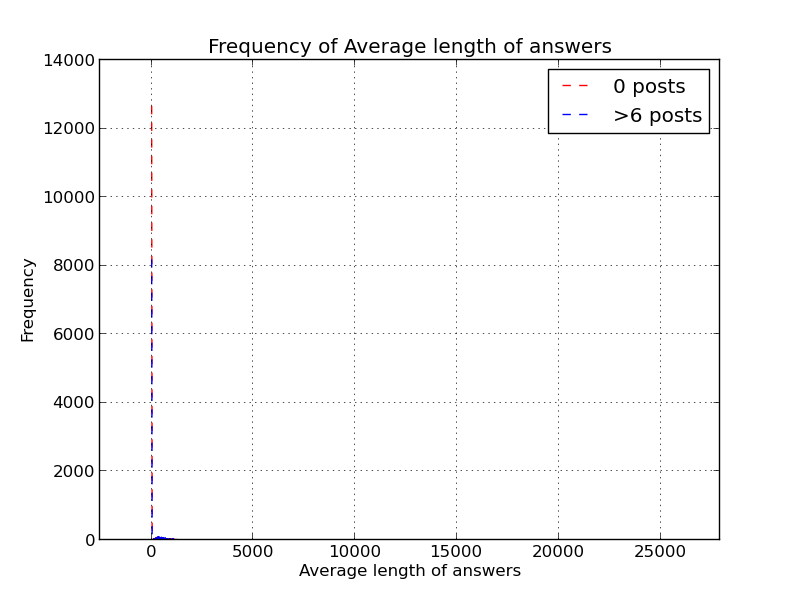 Frequency of Average length of answers
0 posts
>6 posts
14000
12000
10000
8000
6000
4000
2000
0
Frequency
0 5000 10000 15000 20000 25000
Average length of answers